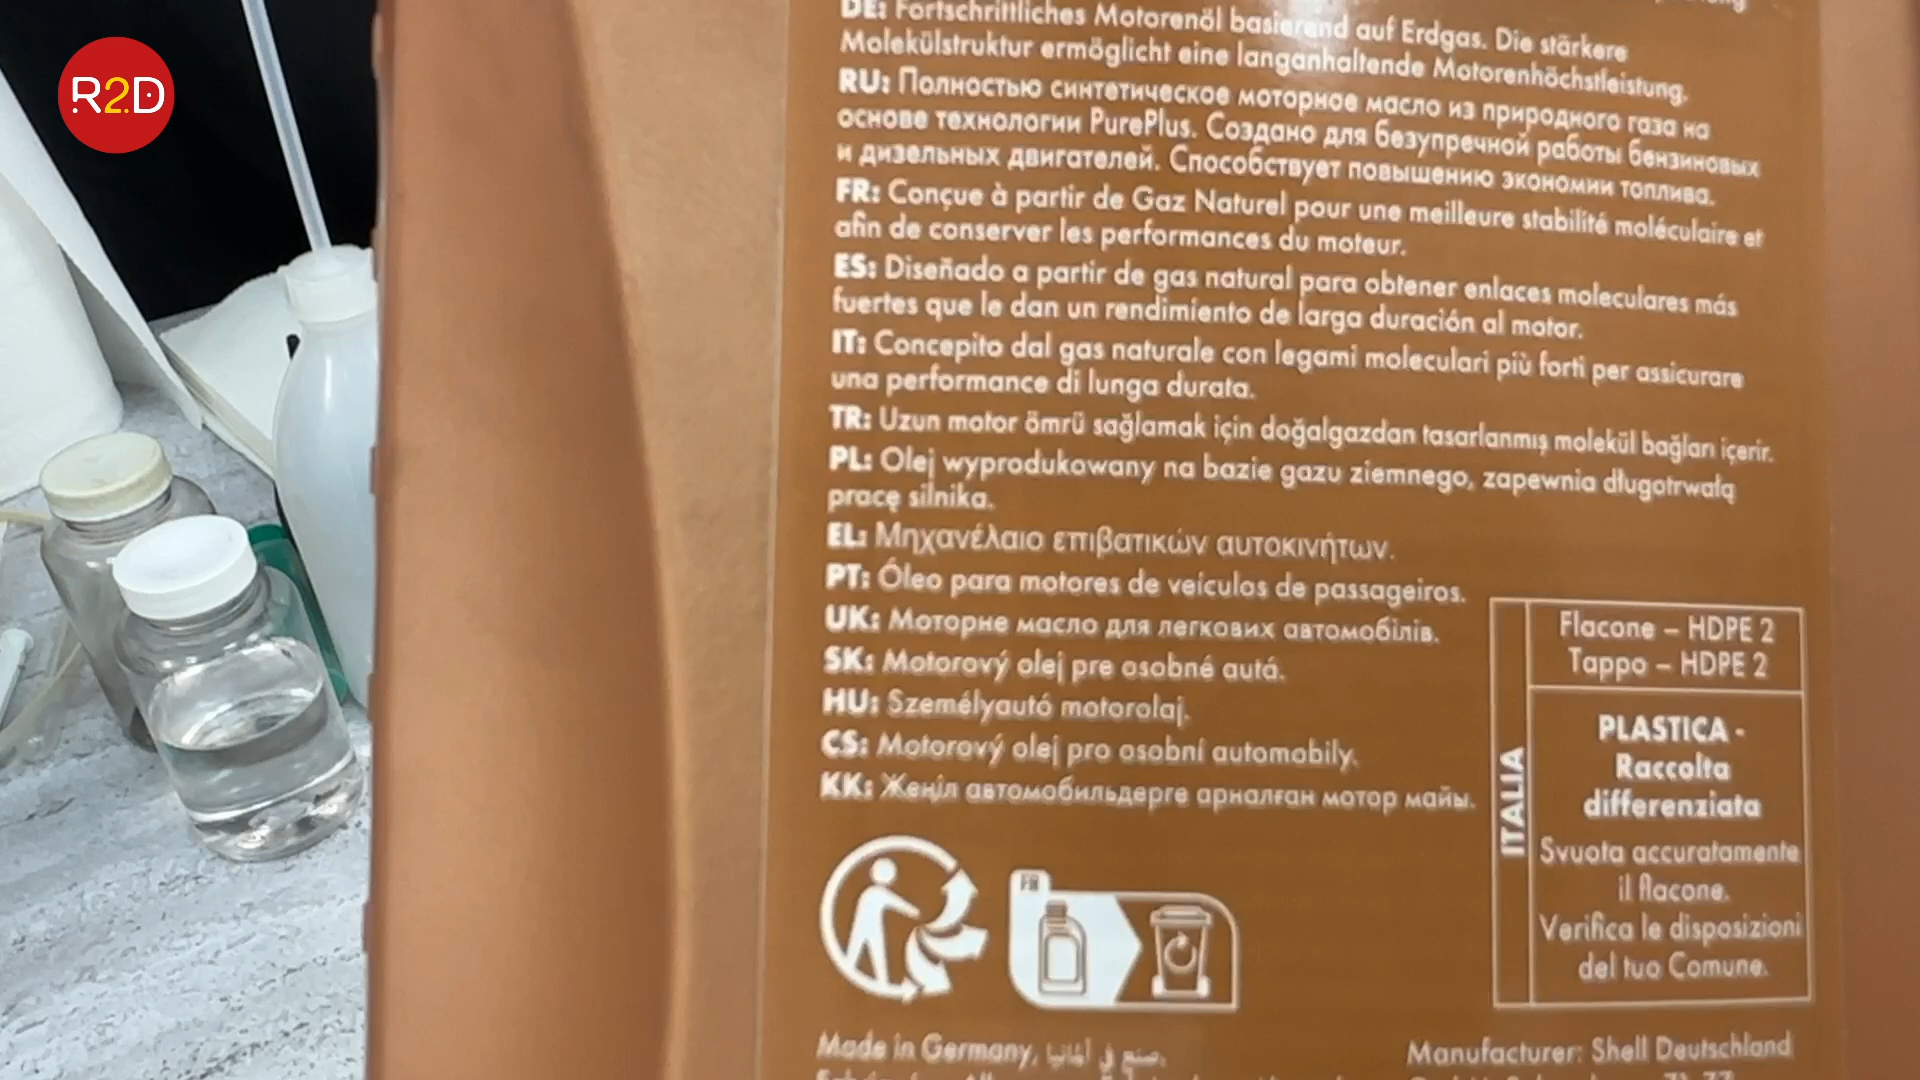 R2D
DE: Fortschrittliches Motorenöl basierend auf Erdgas. Die stärkere
Molekülstruktur ermöglicht eine langanhaltende Motorenhöchstleistung.
RU: Полностью синтетическое моторное масло из природного газа на
основе технологии PurePlus. Создано для безупречной работы бензиновых
и дизельных двигателей. Способствует повышению экономии топлива.
FR: Conçue à partir de Gaz Naturel pour une meilleure stabilité moléculaire et
afin de conserver les performances du moteur.
ES: Diseñado a partir de gas natural para obtener enlaces moleculares más
fuertes que le dan un rendimiento de larga duración al motor.
IT: Concepito dal gas naturale con legami moleculari più forti per assicurare
una performance di lunga durata.
TR: Uzun motor ömrü sağlamak için doğalgazdan tasarlanmış molekül bağları içerir.
PL: Olej wyprodukowany na bazie gazu ziemnego, zapewnia długotrwałą
pracę silnika.
EL: Μηχανέλαιο επιβατικών αυτοκινήτων.
PT: Óleo para motores de veículos de passageiros.
UK: Моторне масло для легкових автомобілів.
SK: Motorový olej pre osobné autá.
HU: Személyautó motorolaj.
CS: Motorový olej pro osobní automobily.
KK: Жеңіл автомобильдерге арналған мотор майы.
ITALIA
Flacone – HDPE 2
Tappo – HDPE 2
PLASTICA -
Raccolta
differenziata
Svuota accuratamente
il flacone.
Verifica le disposizioni
del tuo Comune.
FR
Made in Germany, صنع في ألمانيا.
Manufacturer: Shell Deutschland